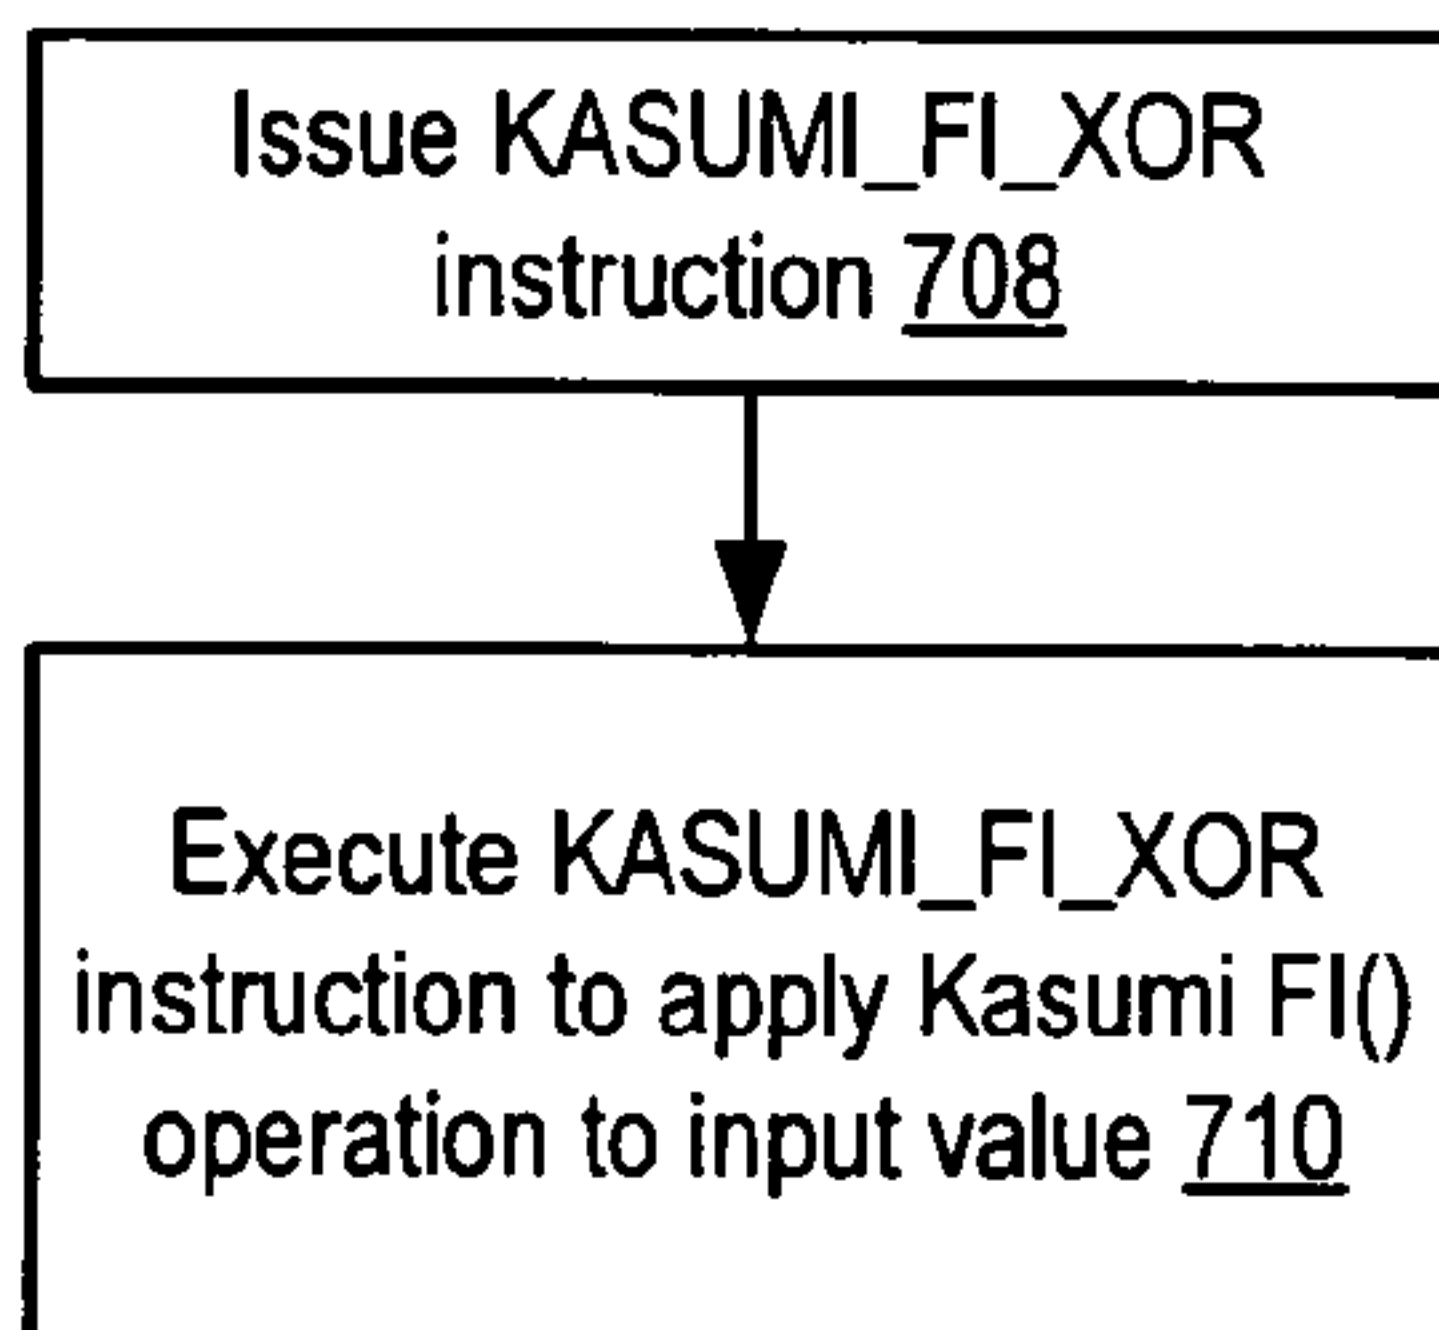 Issue KASUMI_FI_XOR
instruction 708
Execute KASUMI_FI_XOR
instruction to apply Kasumi FI()
operation to input value 710